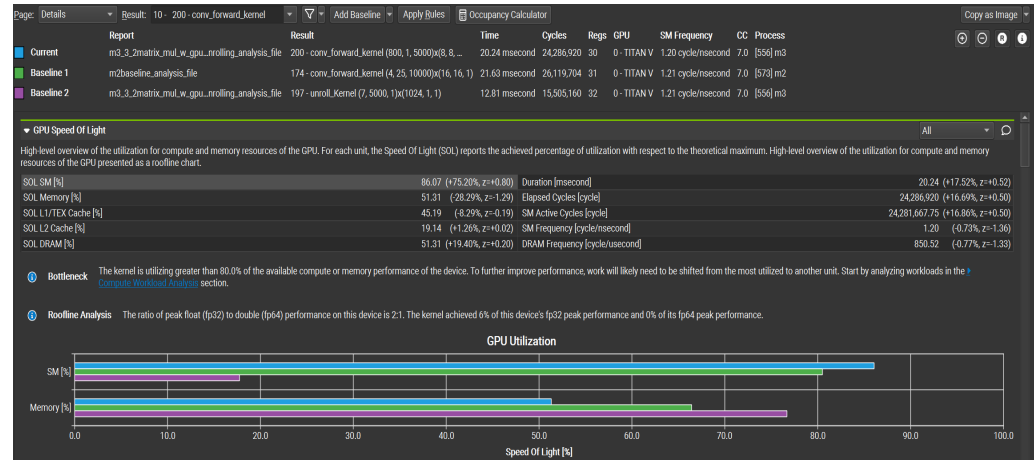 Page: Details Result: 10 - 200 - conv_forward_kernel Add Baseline Apply Rules Occupancy Calculator Copy as Image
Report Result Time Cycles Regs GPU SM Frequency CC Process
Current m3_3_2matrix_mul_w_gpu...nrolling_analysis_file 200 - conv_forward_kernel (800, 1, 5000)x(8, 8, ... 20.24 msecond 24,286,920 30 0 - TITAN V 1.20 cycle/nsecond 7.0 [556] m3
Baseline 1 m2baseline_analysis_file 174 - conv_forward_kernel (4, 25, 10000)x(16, 16, 1) 21.63 msecond 26,119,704 31 0 - TITAN V 1.21 cycle/nsecond 7.0 [573] m2
Baseline 2 m3_3_2matrix_mul_w_gpu...nrolling_analysis_file 197 - unroll_Kernel (7, 5000, 1)x(1024, 1, 1) 12.81 msecond 15,505,160 32 0 - TITAN V 1.21 cycle/nsecond 7.0 [556] m3
GPU Speed Of Light All
High-level overview of the utilization for compute and memory resources of the GPU. For each unit, the Speed Of Light (SOL) reports the achieved percentage of utilization with respect to the theoretical maximum. High-level overview of the utilization for compute and memory
resources of the GPU presented as a roofline chart.
SOL SM [%] 86.07 (+75.20%, z=+0.80) Duration [msecond] 20.24 (+17.52%, z=+0.52)
SOL Memory [%] 51.31 (-28.29%, z=-1.29) Elapsed Cycles [cycle] 24,286,920 (+16.69%, z=+0.50)
SOL L1/TEX Cache [%] 45.19 (-8.29%, z=-0.19) SM Active Cycles [cycle] 24,281,667.75 (+16.86%, z=+0.50)
SOL L2 Cache [%] 19.14 (+1.26%, z=+0.02) SM Frequency [cycle/nsecond] 1.20 (-0.73%, z=-1.36)
SOL DRAM [%] 51.31 (+19.40%, z=+0.20) DRAM Frequency [cycle/usecond] 850.52 (-0.77%, z=-1.33)
Bottleneck The kernel is utilizing greater than 80.0% of the available compute or memory performance of the device. To further improve performance, work will likely need to be shifted from the most utilized to another unit. Start by analyzing workloads in the
Compute Workload Analysis section.
Roofline Analysis The ratio of peak float (fp32) to double (fp64) performance on this device is 2:1. The kernel achieved 6% of this device's fp32 peak performance and 0% of its fp64 peak performance.
GPU Utilization
SM [%]
Memory [%]
0.0 10.0 20.0 30.0 40.0 50.0 60.0 70.0 80.0 90.0 100.0
Speed Of Light [%]